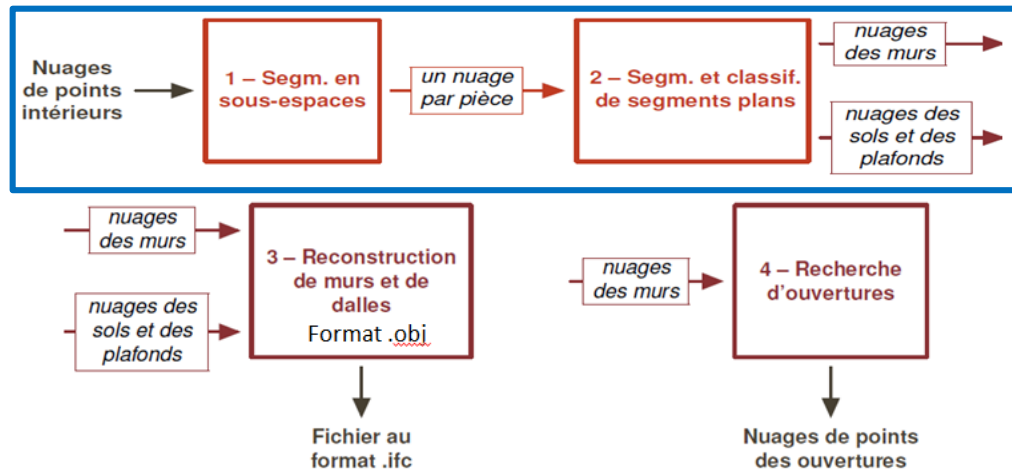 Nuages
de points
intérieurs
1 – Segm. en
sous-espaces
un nuage
par pièce
2 – Segm. et classif.
de segments plans
nuages
des murs
nuages des
sols et des
plafonds
nuages
des murs
nuages des
sols et des
plafonds
3 – Reconstruction
de murs et de
dalles
Format .obj
Fichier au
format .ifc
nuages
des murs
4 – Recherche
d'ouvertures
Nuages de points
des ouvertures